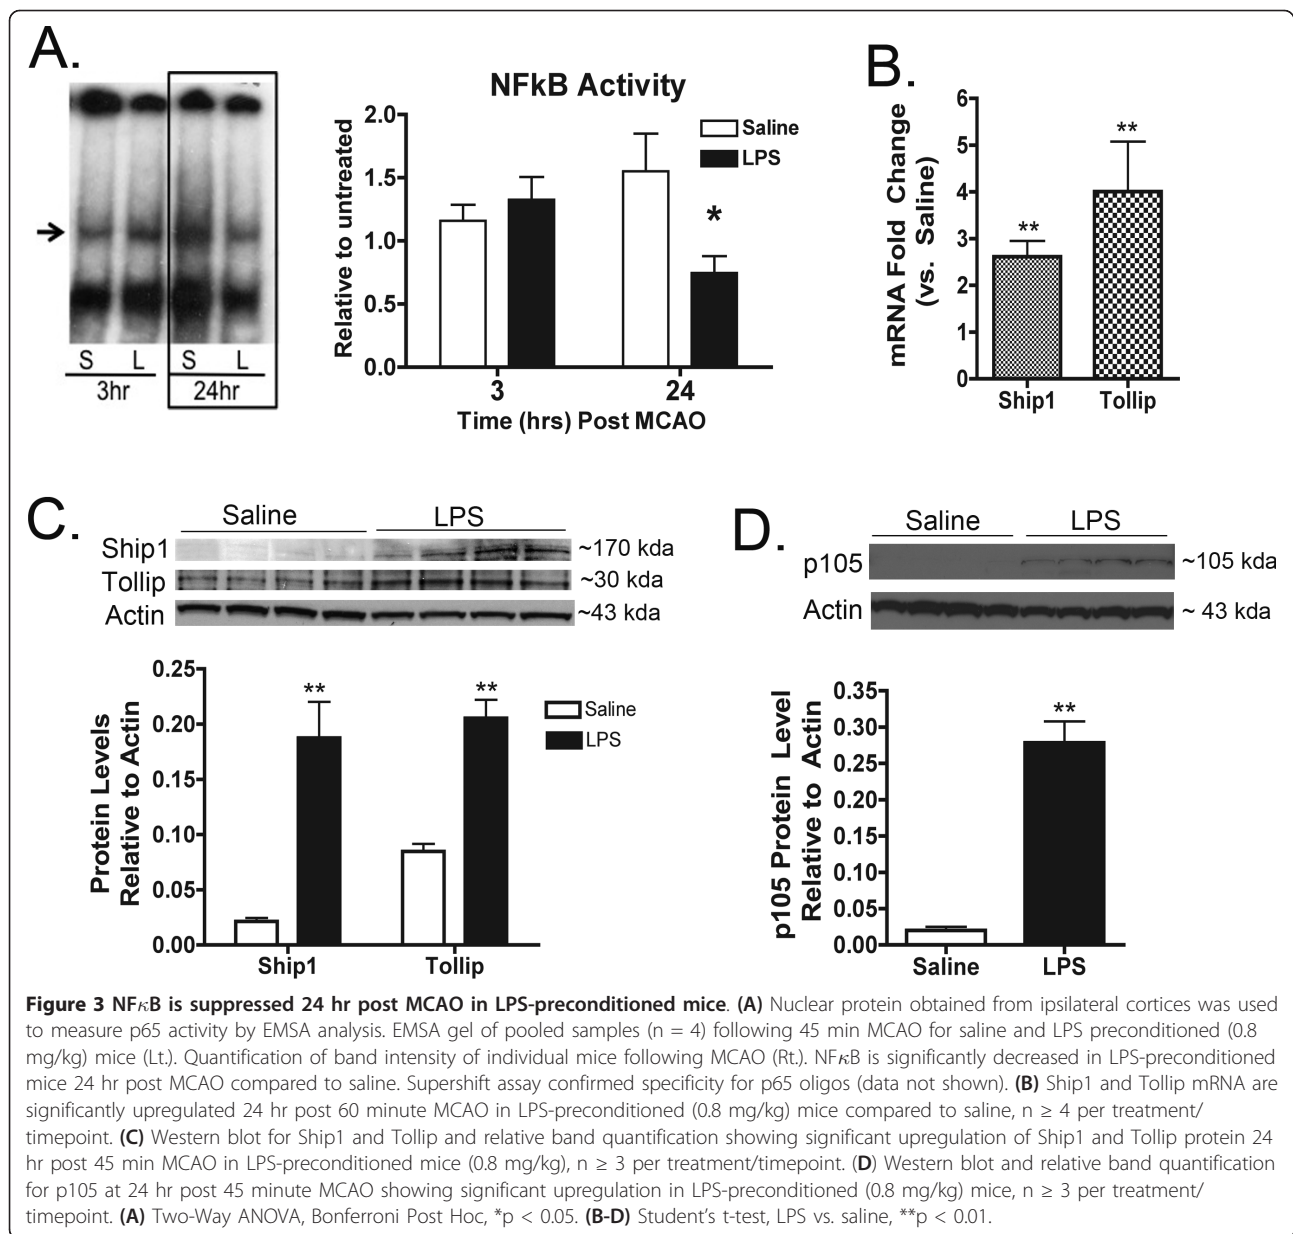 A.
S L S L
3hr 24hr
NFkB Activity
Relative to untreated
2.0
1.5
1.0
0.5
0.0
Saline
LPS
*
3 24
Time (hrs) Post MCAO
B.
mRNA Fold Change
(vs. Saline)
6
5
4
3
2
1
0
**
**
Ship1 Tollip
C.
Saline LPS
Ship1 ~170 kda
Tollip ~30 kda
Actin ~43 kda
Protein Levels
Relative to Actin
0.25
0.20
0.15
0.10
0.05
0.00
** **
Saline
LPS
Ship1 Tollip
D.
Saline LPS
p105 ~105 kda
Actin ~ 43 kda
p105 Protein Level
Relative to Actin
0.35
0.30
0.25
0.20
0.15
0.10
0.05
0.00
**
Saline LPS
Figure 3 NFκB is suppressed 24 hr post MCAO in LPS-preconditioned mice. (A) Nuclear protein obtained from ipsilateral cortices was used
to measure p65 activity by EMSA analysis. EMSA gel of pooled samples (n = 4) following 45 min MCAO for saline and LPS preconditioned (0.8
mg/kg) mice (Lt.). Quantification of band intensity of individual mice following MCAO (Rt.). NFκB is significantly decreased in LPS-preconditioned
mice 24 hr post MCAO compared to saline. Supershift assay confirmed specificity for p65 oligos (data not shown). (B) Ship1 and Tollip mRNA are
significantly upregulated 24 hr post 60 minute MCAO in LPS-preconditioned (0.8 mg/kg) mice compared to saline, n ≥ 4 per treatment/
timepoint. (C) Western blot for Ship1 and Tollip and relative band quantification showing significant upregulation of Ship1 and Tollip protein 24
hr post 45 min MCAO in LPS-preconditioned mice (0.8 mg/kg), n ≥ 3 per treatment/timepoint. (D) Western blot and relative band quantification
for p105 at 24 hr post 45 minute MCAO showing significant upregulation in LPS-preconditioned (0.8 mg/kg) mice, n ≥ 3 per treatment/
timepoint. (A) Two-Way ANOVA, Bonferroni Post Hoc, *p < 0.05. (B-D) Student's t-test, LPS vs. saline, **p < 0.01.